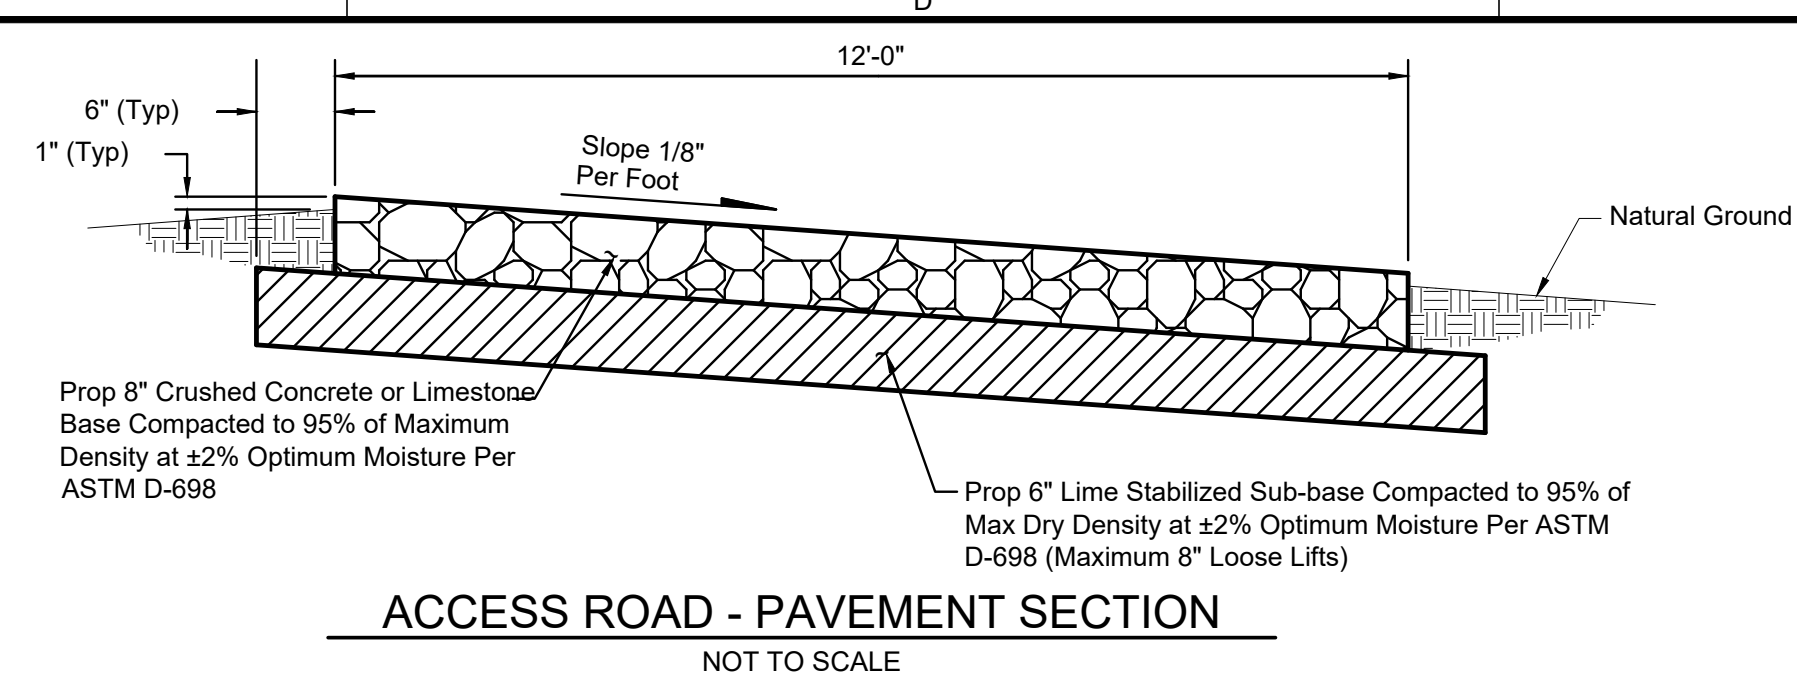 D
12'-0"
6" (Typ)
1" (Typ)
Slope 1/8"
Per Foot
Natural Ground
Prop 8" Crushed Concrete or Limestone
Base Compacted to 95% of Maximum
Density at ±2% Optimum Moisture Per
ASTM D-698
Prop 6" Lime Stabilized Sub-base Compacted to 95% of
Max Dry Density at ±2% Optimum Moisture Per ASTM
D-698 (Maximum 8" Loose Lifts)
ACCESS ROAD - PAVEMENT SECTION
NOT TO SCALE